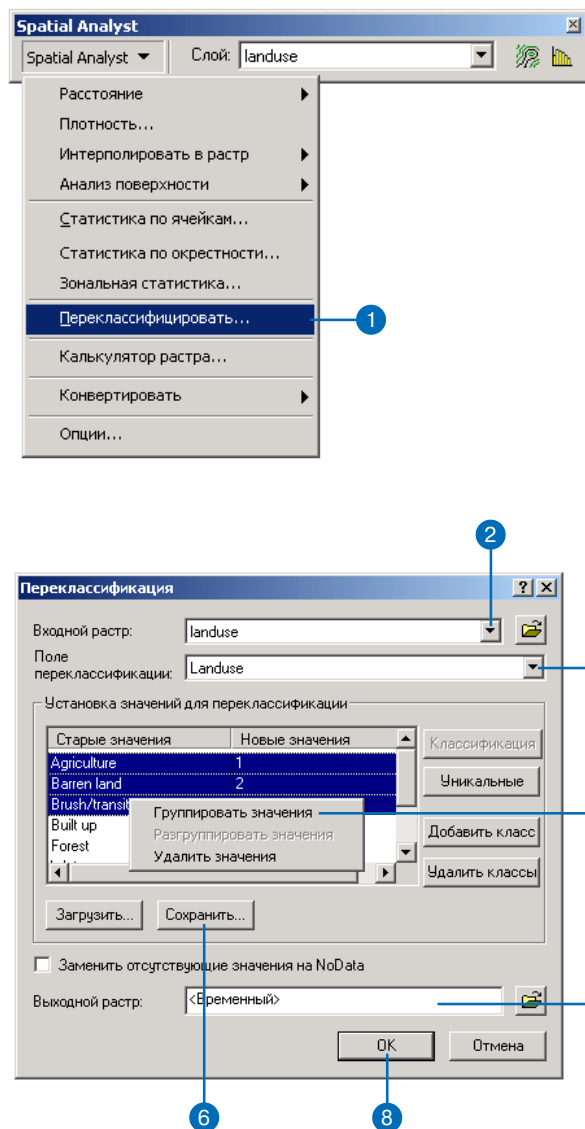 Spatial Analyst
Spatial Analyst Слой: landuse
Расстояние
Плотность...
Интерполировать в растр
Анализ поверхности
Статистика по ячейкам...
Статистика по окрестности...
Зональная статистика...
Переклассифицировать... 1
Калькулятор растра...
Конвертировать
Опции...
2
Переклассификация
Входной растр: landuse
Поле
переклассификации: Landuse
Установка значений для переклассификации
Старые значения Новые значения
Классификация
Agriculture 1
Barren land 2
Уникальные
Brush/transit
Группировать значения
Built up
Разгруппировать значения
Добавить класс
Forest
Удалить значения
Удалить классы
Загрузить... Сохранить...
Заменить отсутствующие значения на NoData
Выходной растр: <Временный>
OK Отмена
6 8